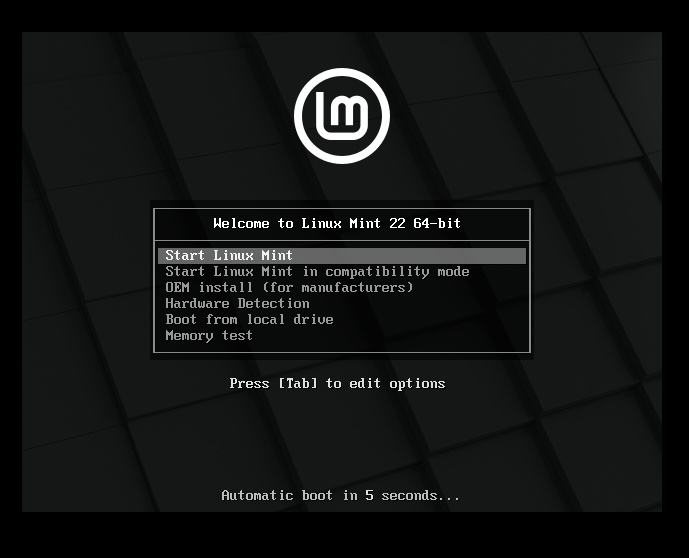 lm
Welcome to Linux Mint 22 64-bit
Start Linux Mint
Start Linux Mint in compatibility mode
OEM install (for manufacturers)
Hardware Detection
Boot from local drive
Memory test
Press [Tab] to edit options
Automatic boot in 5 seconds...